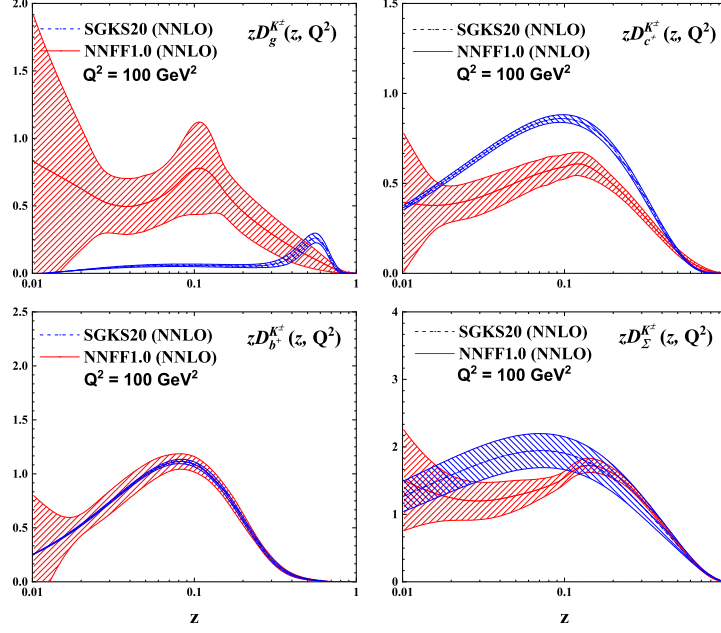 SGKS20 (NNLO)
NNFF1.0 (NNLO)
Q² = 100 GeV²
zD_g^{K±}(z, Q²)
2.0
1.5
1.0
0.5
0.0
0.01
0.1
1
SGKS20 (NNLO)
NNFF1.0 (NNLO)
Q² = 100 GeV²
zD_{c⁺}^{K±}(z, Q²)
1.5
1.0
0.5
0.0
0.01
0.1
SGKS20 (NNLO)
NNFF1.0 (NNLO)
Q² = 100 GeV²
zD_{b⁺}^{K±}(z, Q²)
2.5
2.0
1.5
1.0
0.5
0.0
0.01
0.1
1
z
SGKS20 (NNLO)
NNFF1.0 (NNLO)
Q² = 100 GeV²
zD_Σ^{K±}(z, Q²)
4
3
2
1
0
0.01
0.1
z